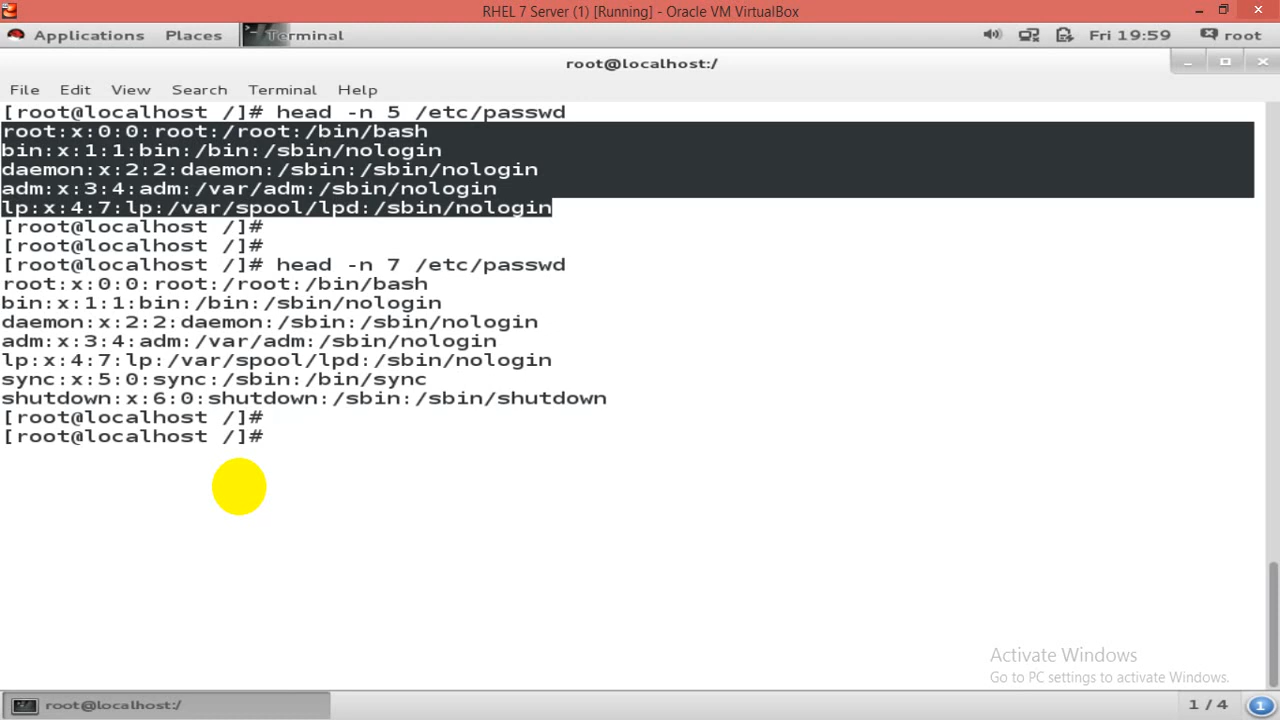 RHEL 7 Server (1) [Running] - Oracle VM VirtualBox
Applications Places Terminal Fri 19:59 root
root@localhost:/
File Edit View Search Terminal Help
[root@localhost /]# head -n 5 /etc/passwd
root:x:0:0:root:/root:/bin/bash
bin:x:1:1:bin:/bin:/sbin/nologin
daemon:x:2:2:daemon:/sbin:/sbin/nologin
adm:x:3:4:adm:/var/adm:/sbin/nologin
lp:x:4:7:lp:/var/spool/lpd:/sbin/nologin
[root@localhost /]#
[root@localhost /]#
[root@localhost /]# head -n 7 /etc/passwd
root:x:0:0:root:/root:/bin/bash
bin:x:1:1:bin:/bin:/sbin/nologin
daemon:x:2:2:daemon:/sbin:/sbin/nologin
adm:x:3:4:adm:/var/adm:/sbin/nologin
lp:x:4:7:lp:/var/spool/lpd:/sbin/nologin
sync:x:5:0:sync:/sbin:/bin/sync
shutdown:x:6:0:shutdown:/sbin:/sbin/shutdown
[root@localhost /]#
[root@localhost /]#
Activate Windows
Go to PC settings to activate Windows.
root@localhost:/ 1 / 4 1